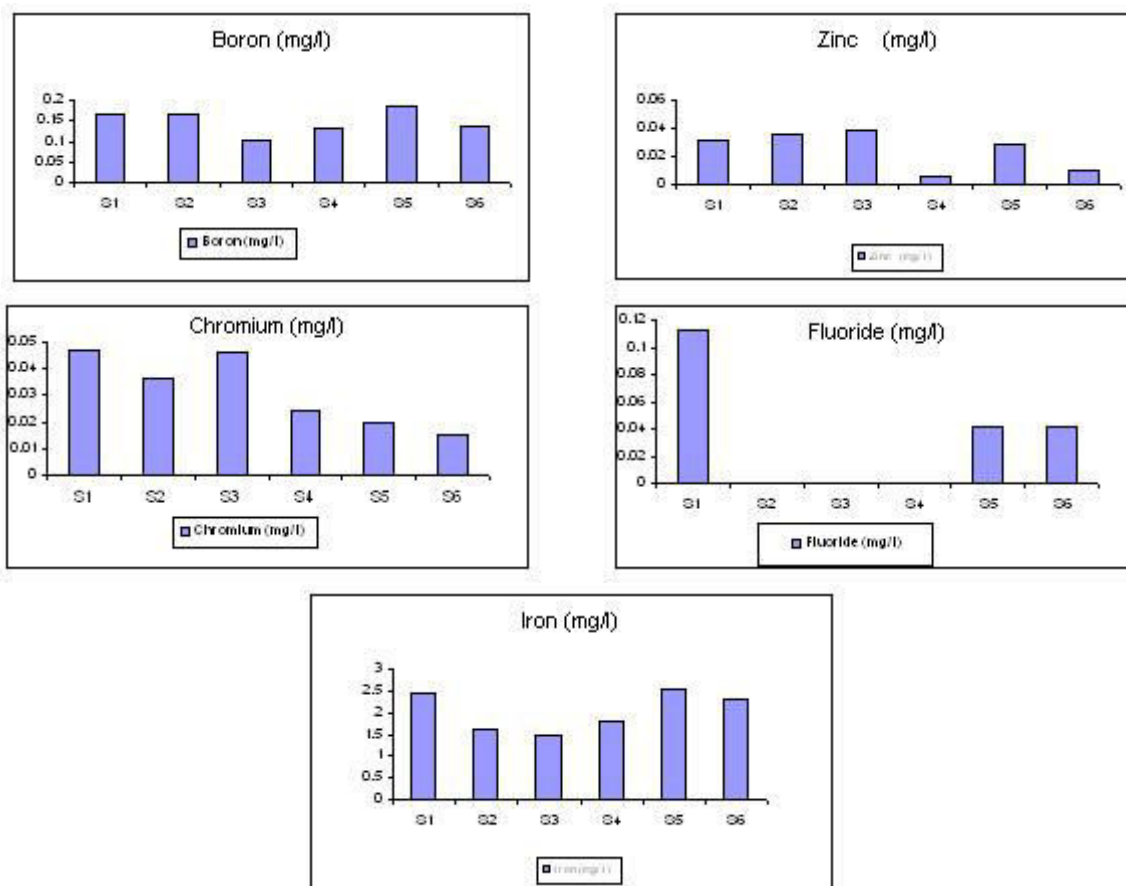 Boron (mg/l)
0.2
0.15
0.1
0.05
0
S1 S2 S3 S4 S5 S6
Boron(mg/l)
Zinc (mg/l)
0.06
0.04
0.02
0
S1 S2 S3 S4 S5 S6
Zinc (mg/l)
Chromium (mg/l)
0.05
0.04
0.03
0.02
0.01
0
S1 S2 S3 S4 S5 S6
Chromium (mg/l)
Fluoride (mg/l)
0.12
0.1
0.08
0.06
0.04
0.02
0
S1 S2 S3 S4 S5 S6
Fluoride (mg/l)
Iron (mg/l)
3
2.5
2
1.5
1
0.5
0
S1 S2 S3 S4 S5 S6
Iron(mg/l)